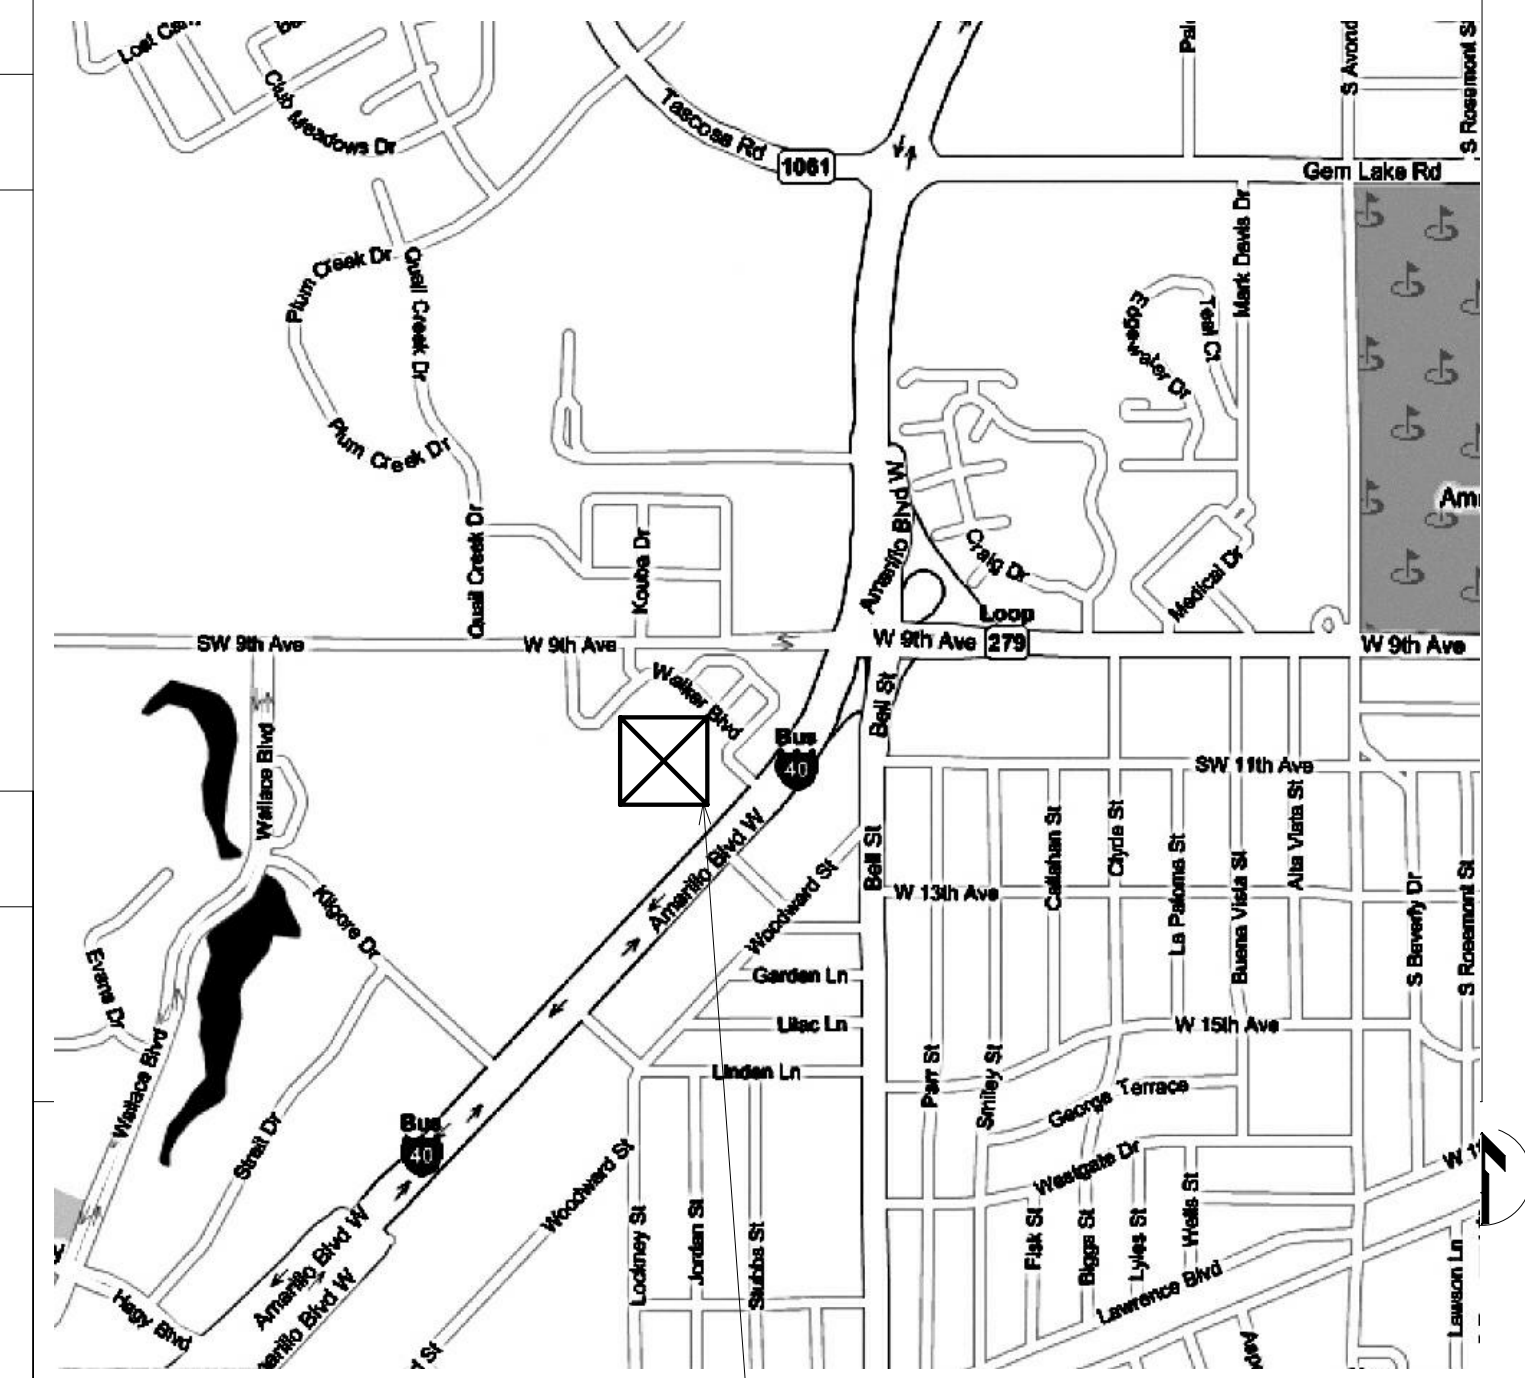 Tascosa Rd
1061
Gem Lake Rd
S Rosemont St
Club Meadows Dr
Plum Creek Dr
Quail Creek Dr
Mark Davis Dr
Teal Ct
Plum Creek Dr
Quail Creek Dr
Kouba Dr
Amarillo Blvd W
Craig Dr
Medical Dr
Loop
279
SW 9th Ave
W 9th Ave
W 9th Ave
W 9th Ave
Walker Blvd
Bell St
Wallace Blvd
Bus
40
SW 11th Ave
Amarillo Blvd W
Woodward St
Bell St
W 13th Ave
Callahan St
Clyde St
La Paloma St
Buena Vista St
Alta Vista St
S Beverly Dr
S Rosemont St
Kilgore Dr
Evans Dr
Garden Ln
Lilac Ln
W 15th Ave
Linden Ln
Parr St
Smiley St
George Terrace
Wallace Blvd
Strait Dr
Bus
40
Westgate Dr
Woodward St
Lockney St
Jordan St
Stubbs St
Fisk St
Biggs St
Lyles St
Wells St
Lawson Ln
Lawrence Blvd
Amarillo Blvd W
Hagy Blvd